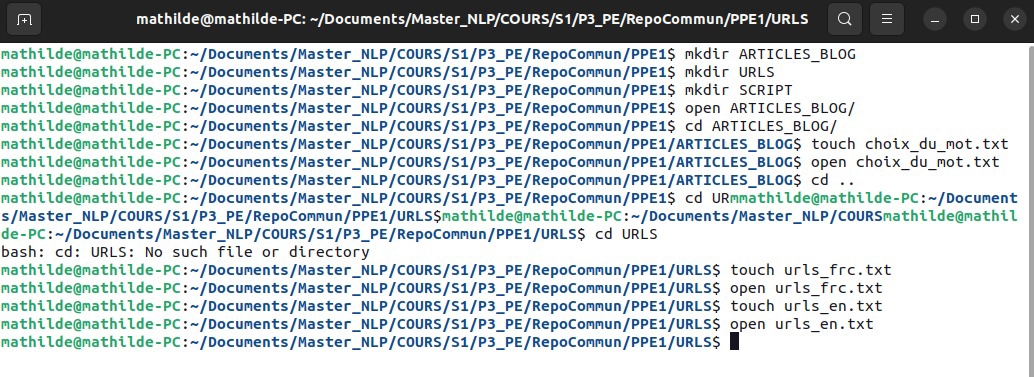 mathilde@mathilde-PC: ~/Documents/Master_NLP/COURS/S1/P3_PE/RepoCommun/PPE1/URLS
mathilde@mathilde-PC:~/Documents/Master_NLP/COURS/S1/P3_PE/RepoCommun/PPE1$ mkdir ARTICLES_BLOG
mathilde@mathilde-PC:~/Documents/Master_NLP/COURS/S1/P3_PE/RepoCommun/PPE1$ mkdir URLS
mathilde@mathilde-PC:~/Documents/Master_NLP/COURS/S1/P3_PE/RepoCommun/PPE1$ mkdir SCRIPT
mathilde@mathilde-PC:~/Documents/Master_NLP/COURS/S1/P3_PE/RepoCommun/PPE1$ open ARTICLES_BLOG/
mathilde@mathilde-PC:~/Documents/Master_NLP/COURS/S1/P3_PE/RepoCommun/PPE1$ cd ARTICLES_BLOG/
mathilde@mathilde-PC:~/Documents/Master_NLP/COURS/S1/P3_PE/RepoCommun/PPE1/ARTICLES_BLOG$ touch choix_du_mot.txt
mathilde@mathilde-PC:~/Documents/Master_NLP/COURS/S1/P3_PE/RepoCommun/PPE1/ARTICLES_BLOG$ open choix_du_mot.txt
mathilde@mathilde-PC:~/Documents/Master_NLP/COURS/S1/P3_PE/RepoCommun/PPE1/ARTICLES_BLOG$ cd ..
mathilde@mathilde-PC:~/Documents/Master_NLP/COURS/S1/P3_PE/RepoCommun/PPE1$ cd URmmathilde@mathilde-PC:~/Document
s/Master_NLP/COURS/S1/P3_PE/RepoCommun/PPE1/URLS$mathilde@mathilde-PC:~/Documents/Master_NLP/COURSmathilde@mathil
de-PC:~/Documents/Master_NLP/COURS/S1/P3_PE/RepoCommun/PPE1/URLS$ cd URLS
bash: cd: URLS: No such file or directory
mathilde@mathilde-PC:~/Documents/Master_NLP/COURS/S1/P3_PE/RepoCommun/PPE1/URLS$ touch urls_frc.txt
mathilde@mathilde-PC:~/Documents/Master_NLP/COURS/S1/P3_PE/RepoCommun/PPE1/URLS$ open urls_frc.txt
mathilde@mathilde-PC:~/Documents/Master_NLP/COURS/S1/P3_PE/RepoCommun/PPE1/URLS$ touch urls_en.txt
mathilde@mathilde-PC:~/Documents/Master_NLP/COURS/S1/P3_PE/RepoCommun/PPE1/URLS$ open urls_en.txt
mathilde@mathilde-PC:~/Documents/Master_NLP/COURS/S1/P3_PE/RepoCommun/PPE1/URLS$